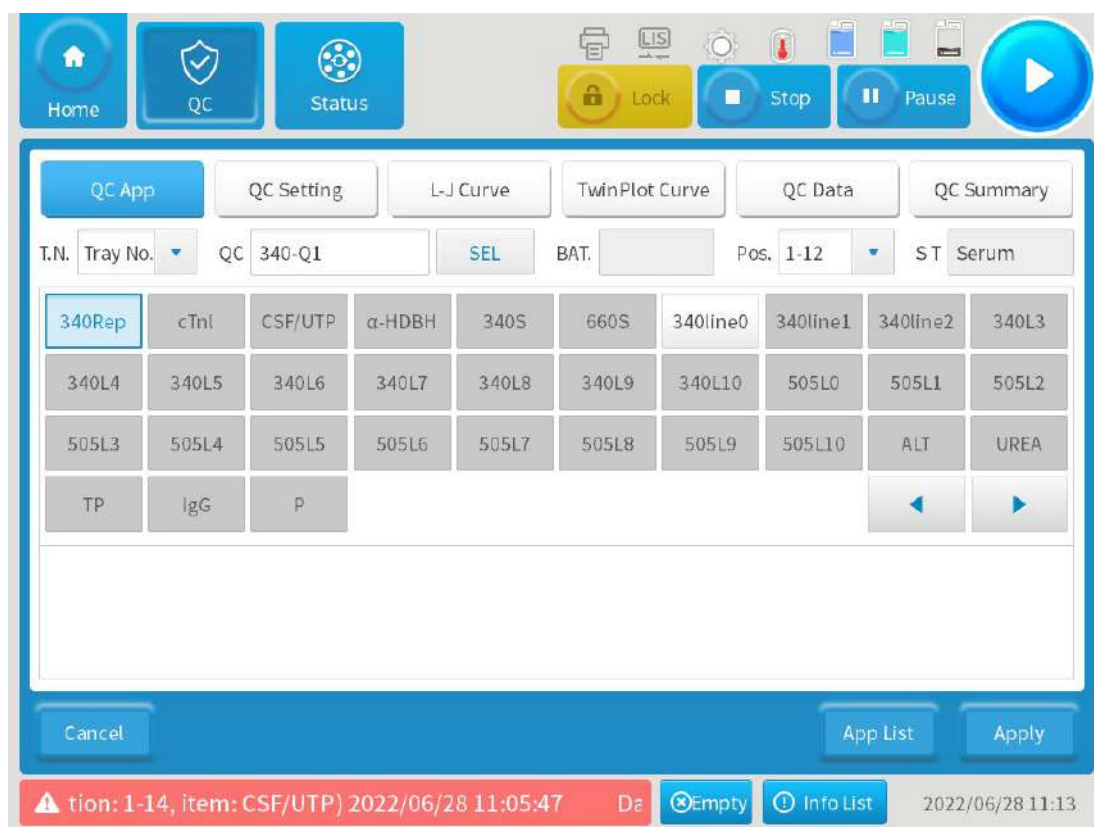 LIS
Home
QC
Status
Lock
Stop
Pause
QC App
QC Setting
L-J Curve
TwinPlot Curve
QC Data
QC Summary
T.N. Tray No. QC 340-Q1 SEL BAT. Pos. 1-12 S T Serum
340Rep cTnl CSF/UTP α-HDBH 340S 660S 340line0 340line1 340line2 340L3
340L4 340L5 340L6 340L7 340L8 340L9 340L10 505L0 505L1 505L2
505L3 505L4 505L5 505L6 505L7 505L8 505L9 505L10 ALT UREA
TP IgG P
Cancel
App List
Apply
tion: 1-14, item: CSF/UTP) 2022/06/28 11:05:47 Da
Empty
Info List
2022/06/28 11:13